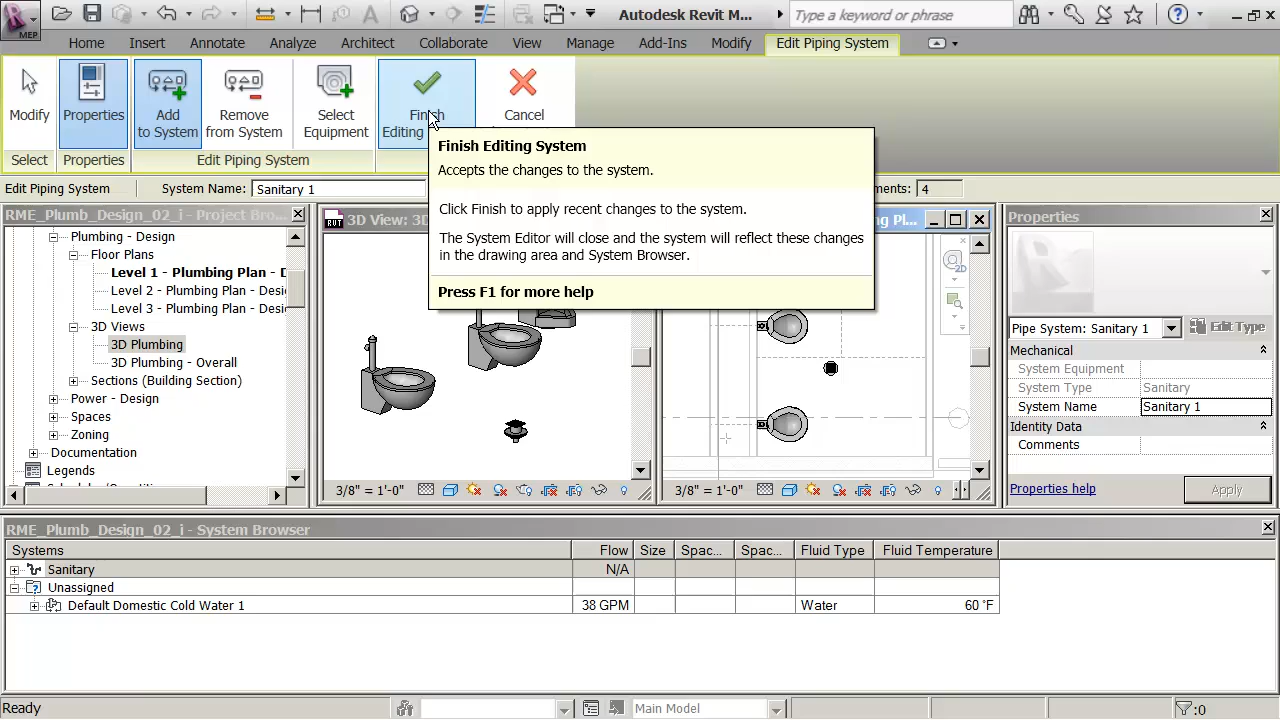 MEP
Autodesk Revit M...
Type a keyword or phrase
Home Insert Annotate Analyze Architect Collaborate View Manage Add-Ins Modify Edit Piping System
Modify
Properties
Add
to System
Remove
from System
Select
Equipment
Finish
Editing
Cancel
Select Properties Edit Piping System
Edit Piping System System Name: Sanitary 1
ments: 4
Finish Editing System
Accepts the changes to the system.
Click Finish to apply recent changes to the system.
The System Editor will close and the system will reflect these changes
in the drawing area and System Browser.
Press F1 for more help
RME_Plumb_Design_02_i - Project Bro...
Plumbing - Design
Floor Plans
Level 1 - Plumbing Plan - D
Level 2 - Plumbing Plan - Desi
Level 3 - Plumbing Plan - Desi
3D Views
3D Plumbing
3D Plumbing - Overall
Sections (Building Section)
Power - Design
Spaces
Zoning
Documentation
Legends
RVT
3D View: 3D
3/8" = 1'-0"
ng Pl...
2D
3/8" = 1'-0"
Properties
Pipe System: Sanitary 1 Edit Type
Mechanical
System Equipment
System Type Sanitary
System Name Sanitary 1
Identity Data
Comments
Properties help Apply
RME_Plumb_Design_02_i - System Browser
Systems Flow Size Spac... Spac... Fluid Type Fluid Temperature
Sanitary N/A
Unassigned
Default Domestic Cold Water 1 38 GPM Water 60 °F
Ready Main Model :0